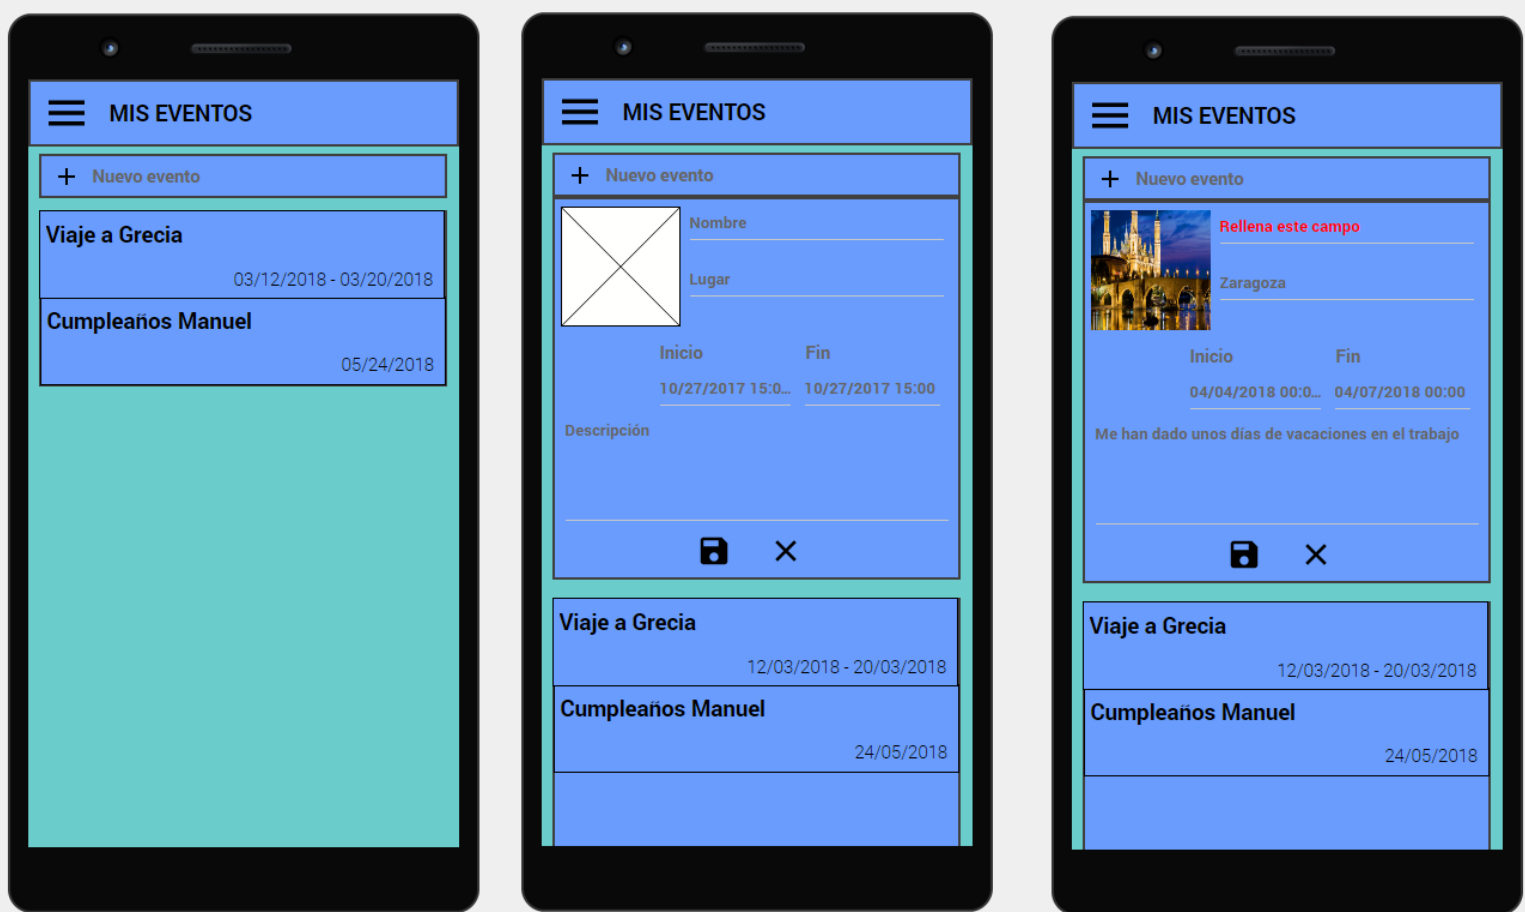 MIS EVENTOS
+ Nuevo evento
Viaje a Grecia
03/12/2018 - 03/20/2018
Cumpleaños Manuel
05/24/2018
MIS EVENTOS
+ Nuevo evento
Nombre
Lugar
Inicio Fin
10/27/2017 15:0... 10/27/2017 15:00
Descripción
Viaje a Grecia
12/03/2018 - 20/03/2018
Cumpleaños Manuel
24/05/2018
MIS EVENTOS
+ Nuevo evento
Rellena este campo
Zaragoza
Inicio Fin
04/04/2018 00:0... 04/07/2018 00:00
Me han dado unos días de vacaciones en el trabajo
Viaje a Grecia
12/03/2018 - 20/03/2018
Cumpleaños Manuel
24/05/2018